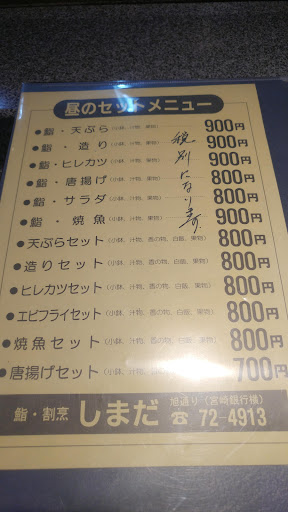 昼のセットメニュー
●鮨・天ぷら(小鉢、汁物、果物) 900円
●鮨・造り(小鉢、汁物、果物) 900円
●鮨・ヒレカツ(小鉢、汁物、果物) 900円
●鮨・唐揚げ(小鉢、汁物、果物) 800円
●鮨・サラダ(小鉢、汁物、果物) 800円
●鮨・焼魚(小鉢、汁物、果物) 900円
●天ぷらセット(小鉢、汁物、香の物、白飯、果物) 800円
●造りセット(小鉢、汁物、香の物、白飯、果物) 800円
●ヒレカツセット(小鉢、汁物、香の物、白飯、果物) 800円
●エビフライセット(小鉢、汁物、香の物、白飯、果物) 800円
●焼魚セット(小鉢、汁物、香の物、白飯、果物) 800円
●唐揚げセット(小鉢、汁物、香の物、白飯、果物) 700円
税別になります。
鮨・割烹 しまだ 旭通り(宮崎銀行横)
☎72-4913